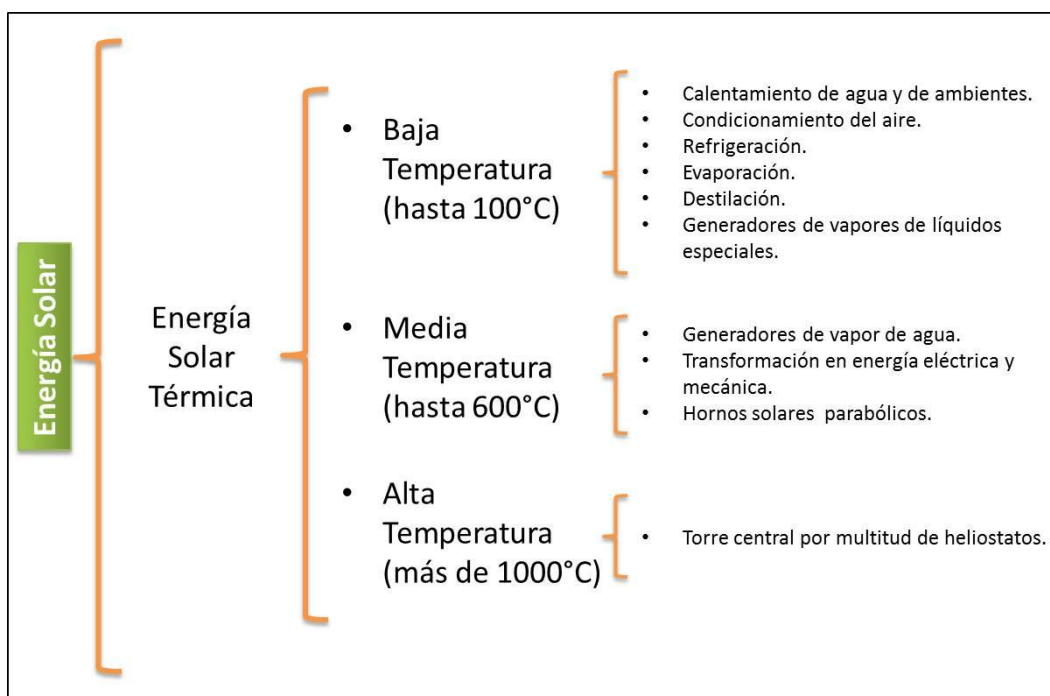 Energía Solar
Energía
Solar
Térmica
• Baja
Temperatura
(hasta 100°C)
• Calentamiento de agua y de ambientes.
• Condicionamiento del aire.
• Refrigeración.
• Evaporación.
• Destilación.
• Generadores de vapores de líquidos
especiales.
• Media
Temperatura
(hasta 600°C)
• Generadores de vapor de agua.
• Transformación en energía eléctrica y
mecánica.
• Hornos solares parabólicos.
• Alta
Temperatura
(más de 1000°C)
• Torre central por multitud de heliostatos.